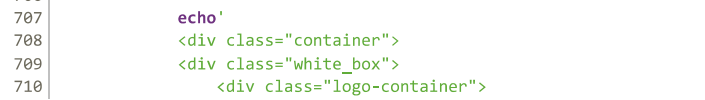 707 echo'
708 <div class="container">
709 <div class="white_box">
710 <div class="logo-container">